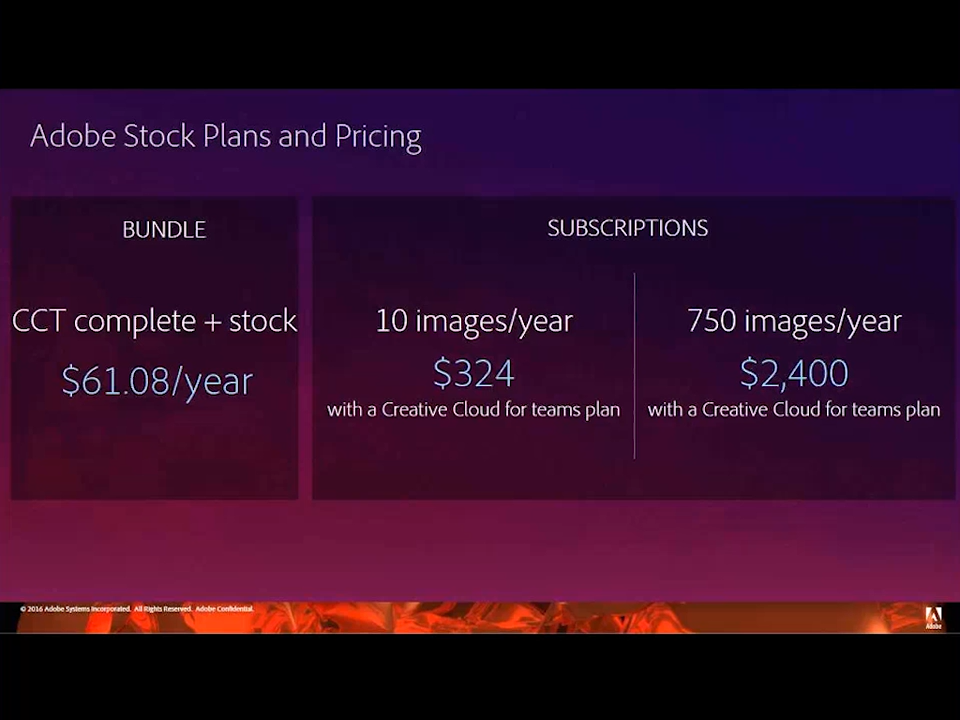 Adobe Stock Plans and Pricing
BUNDLE
CCT complete + stock
$61.08/year
SUBSCRIPTIONS
10 images/year
$324
with a Creative Cloud for teams plan
750 images/year
$2,400
with a Creative Cloud for teams plan
© 2016 Adobe Systems Incorporated. All Rights Reserved. Adobe Confidential.
Adobe